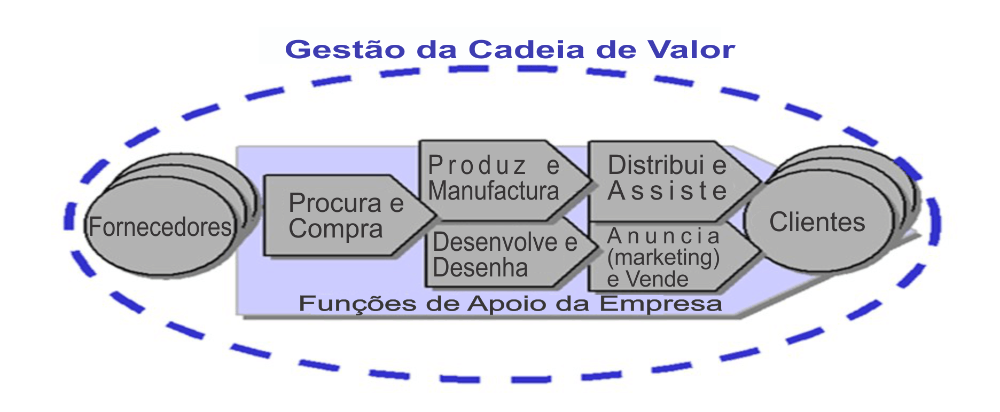 Gestão da Cadeia de Valor
Fornecedores
Procura e
Compra
Produz e
Manufactura
Desenvolve e
Desenha
Distribui e
Assiste
Anuncia
(marketing)
e Vende
Clientes
Funções de Apoio da Empresa